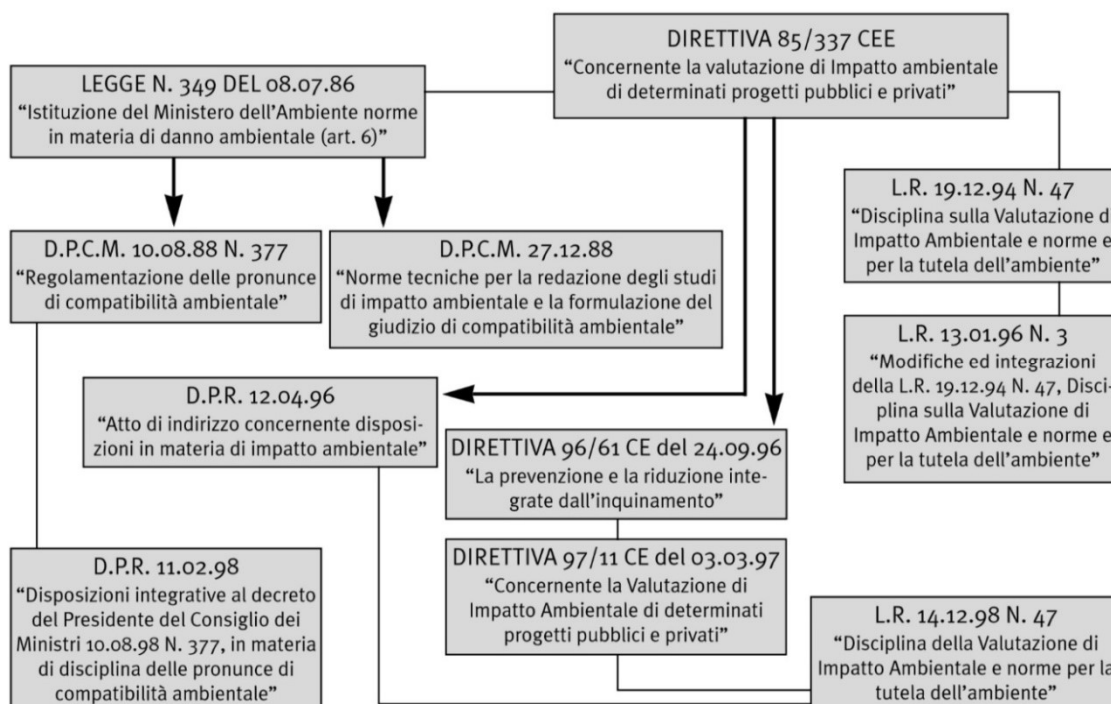 DIRETTIVA 85/337 CEE
“Concernente la valutazione di Impatto ambientale
di determinati progetti pubblici e privati”
LEGGE N. 349 DEL 08.07.86
“Istituzione del Ministero dell’Ambiente norme
in materia di danno ambientale (art. 6)”
L.R. 19.12.94 N. 47
“Disciplina sulla Valutazione d
Impatto Ambientale e norme e
per la tutela dell’ambiente”
D.P.C.M. 10.08.88 N. 377
“Regolamentazione delle pronunce
di compatibilità ambientale”
D.P.C.M. 27.12.88
“Norme tecniche per la redazione degli studi
di impatto ambientale e la formulazione del
giudizio di compatibilità ambientale”
L.R. 13.01.96 N. 3
“Modifiche ed integrazioni
della L.R. 19.12.94 N. 47, Disci-
plina sulla Valutazione di
Impatto Ambientale e norme e
per la tutela dell’ambiente”
D.P.R. 12.04.96
“Atto di indirizzo concernente disposi-
zioni in materia di impatto ambientale”
DIRETTIVA 96/61 CE del 24.09.96
“La prevenzione e la riduzione inte-
grate dall’inquinamento”
D.P.R. 11.02.98
“Disposizioni integrative al decreto
del Presidente del Consiglio dei
Ministri 10.08.98 N. 377, in materia
di disciplina delle pronunce di
compatibilità ambientale”
DIRETTIVA 97/11 CE del 03.03.97
“Concernente la Valutazione di
Impatto Ambientale di determinati
progetti pubblici e privati”
L.R. 14.12.98 N. 47
“Disciplina della Valutazione di
Impatto Ambientale e norme per la
tutela dell’ambiente”